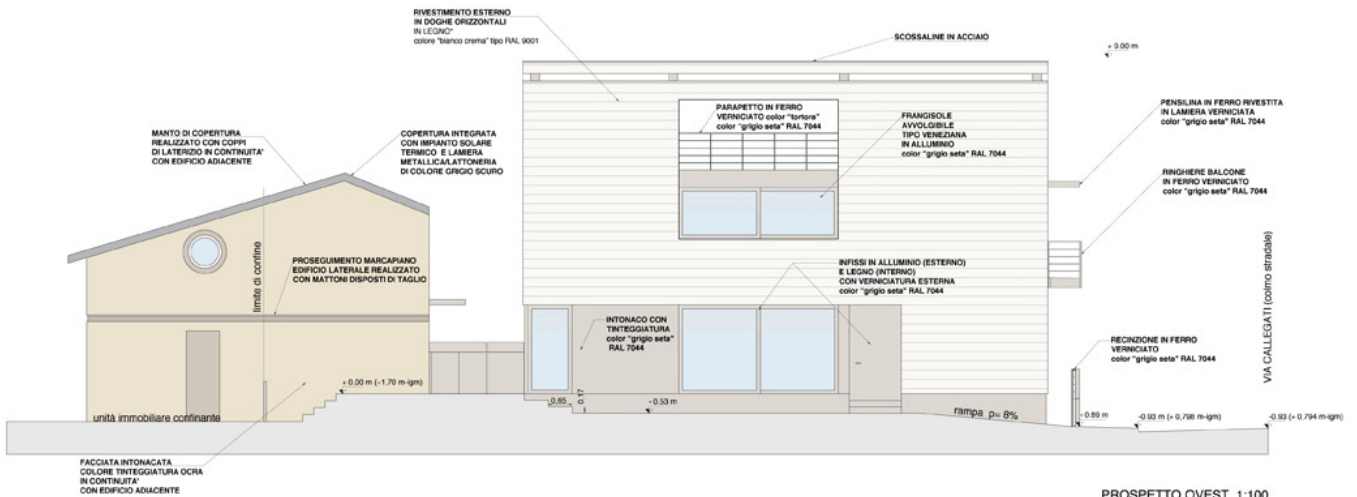 RIVESTIMENTO ESTERNO
IN DOGHE ORIZZONTALI
IN LEGNO"
colore "bianco crema" tipo RAL 9001
SCOSSALINE IN ACCIAIO
+ 9.00 m
MANTO DI COPERTURA
REALIZZATO CON COPPI
DI LATERIZIO IN CONTINUITA'
CON EDIFICIO ADIACENTE
COPERTURA INTEGRATA
CON IMPIANTO SOLARE
TERMICO E LAMIERA
METALLICA/LATTONERIA
DI COLORE GRIGIO SCURO
PARAPETTO IN FERRO
VERNICIATO color "tortora"
color "grigio seta" RAL 7044
FRANGISOLE
AVVOLGIBILE
TIPO VENEZIANA
IN ALLUMINIO
color "grigio seta" RAL 7044
PENSILINA IN FERRO RIVESTITA
IN LAMIERA VERNICIATA
color "grigio seta" RAL 7044
RINGHIERE BALCONE
IN FERRO VERNICIATO
color "grigio seta" RAL 7044
limite di confine
PROSEGUIMENTO MARCAPIANO
EDIFICIO LATERALE REALIZZATO
CON MATTONI DISPOSTI DI TAGLIO
INFISSI IN ALLUMINIO (ESTERNO)
E LEGNO (INTERNO)
CON VERNICIATURA ESTERNA
color "grigio seta" RAL 7044
INTONACO CON
TINTEGGIATURA
color "grigio seta"
RAL 7044
RECINZIONE IN FERRO
VERNICIATO
color "grigio seta" RAL 7044
VIA CALLEGATI (colmo stradale)
+ 0.00 m (-1,70 m-igm)
0,65
0.17
- 0.53 m
rampa p= 8%
- 0.89 m
-0.93 m (+ 0,798 m-igm)
-0.93 (+ 0,794 m-igm)
unità immobiliare confinante
FACCIATA INTONACATA
COLORE TINTEGGIATURA OCRA
IN CONTINUITA'
CON EDIFICIO ADIACENTE
PROSPETTO OVEST 1:100